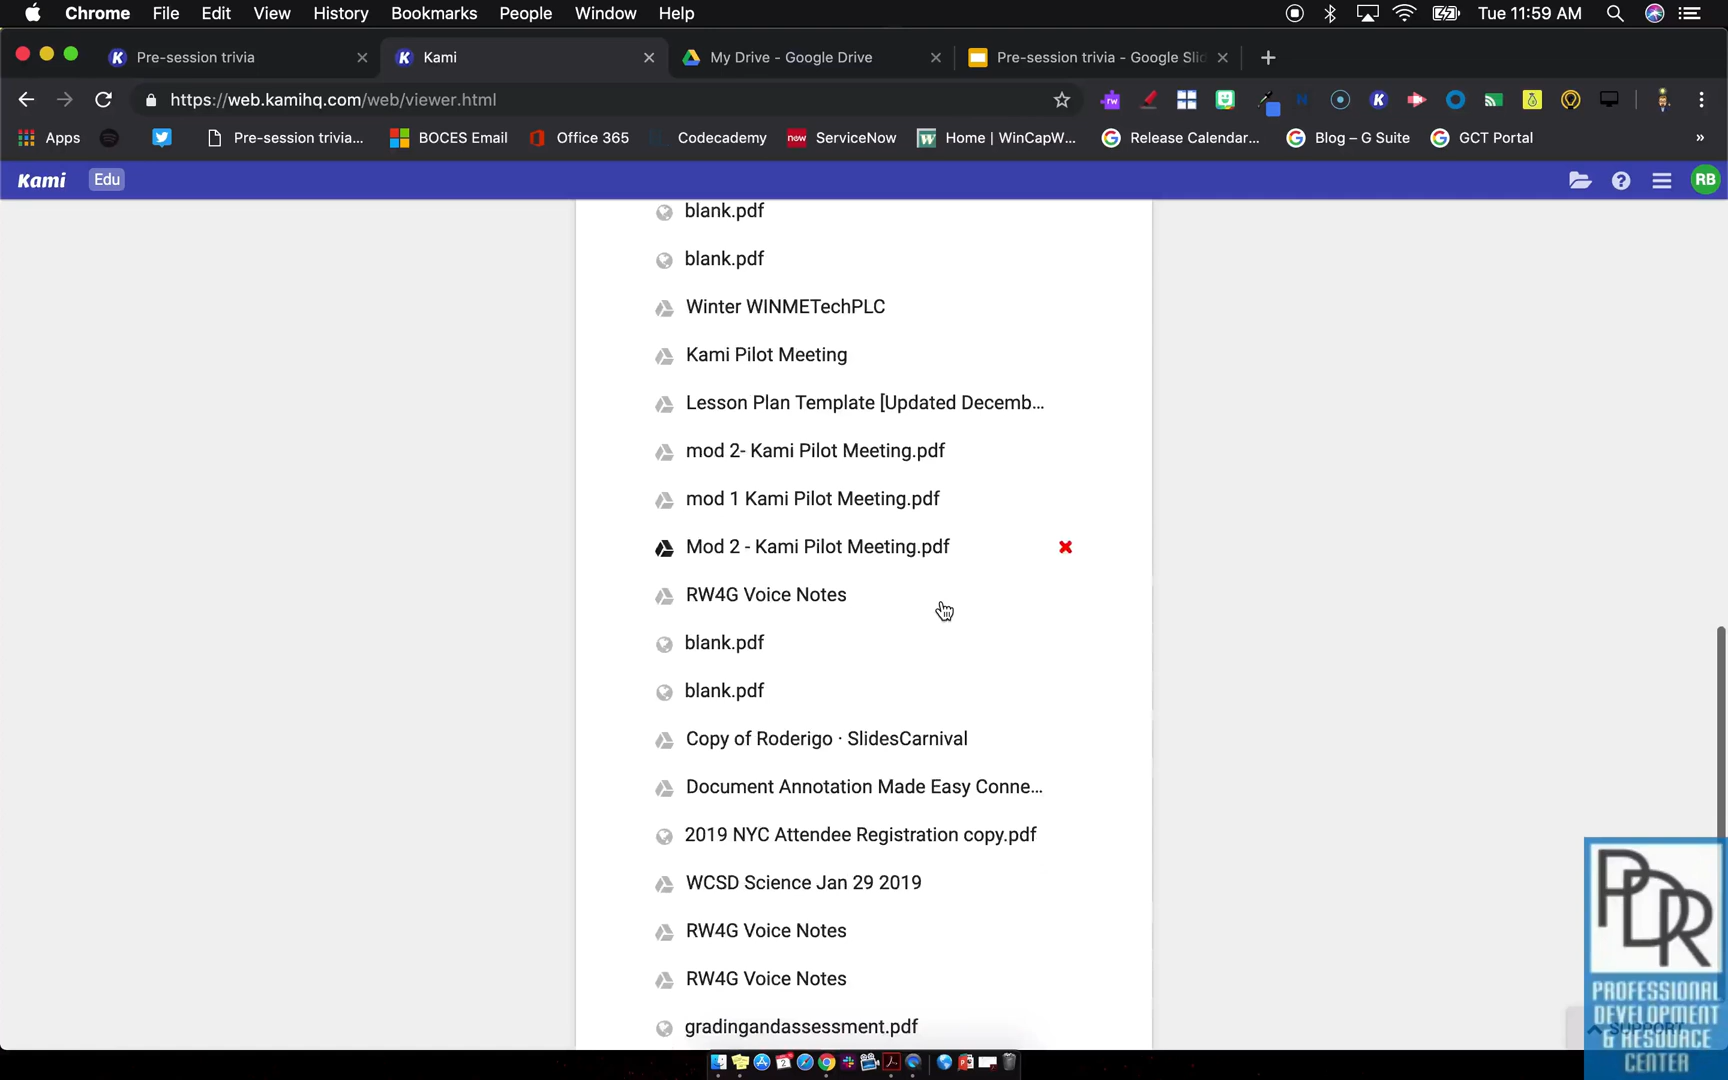 Chrome File Edit View History Bookmarks People Window Help Tue 11:59 AM
Pre-session trivia Kami My Drive - Google Drive Pre-session trivia - Google Slid
https://web.kamihq.com/web/viewer.html
Apps Pre-session trivia... BOCES Email Office 365 Codecademy now ServiceNow Home | WinCapW... Release Calendar... Blog – G Suite GCT Portal »
Kami Edu RB
blank.pdf
blank.pdf
Winter WINMETechPLC
Kami Pilot Meeting
Lesson Plan Template [Updated Decemb...
mod 2- Kami Pilot Meeting.pdf
mod 1 Kami Pilot Meeting.pdf
Mod 2 - Kami Pilot Meeting.pdf
RW4G Voice Notes
blank.pdf
blank.pdf
Copy of Roderigo · SlidesCarnival
Document Annotation Made Easy Conne...
2019 NYC Attendee Registration copy.pdf
WCSD Science Jan 29 2019
RW4G Voice Notes
RW4G Voice Notes
gradingandassessment.pdf
PDRC
PROFESSIONAL
DEVELOPMENT
SUPPORT
& RESOURCE
CENTER